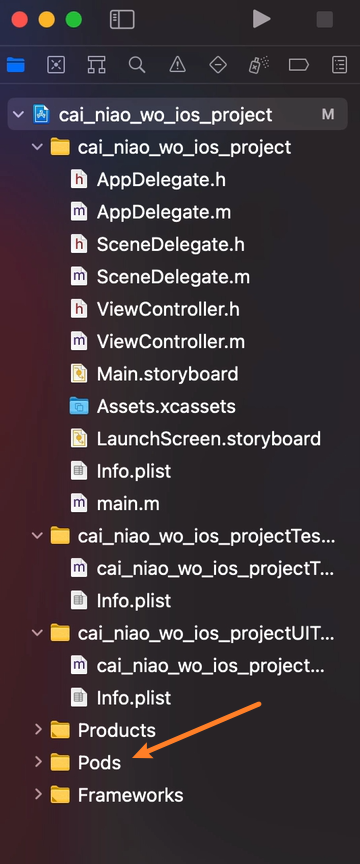 cai_niao_wo_ios_project M
cai_niao_wo_ios_project
h AppDelegate.h
m AppDelegate.m
h SceneDelegate.h
m SceneDelegate.m
h ViewController.h
m ViewController.m
Main.storyboard
Assets.xcassets
LaunchScreen.storyboard
Info.plist
m main.m
cai_niao_wo_ios_projectTes...
m cai_niao_wo_ios_projectT...
Info.plist
cai_niao_wo_ios_projectUIT...
m cai_niao_wo_ios_project...
Info.plist
Products
Pods
Frameworks